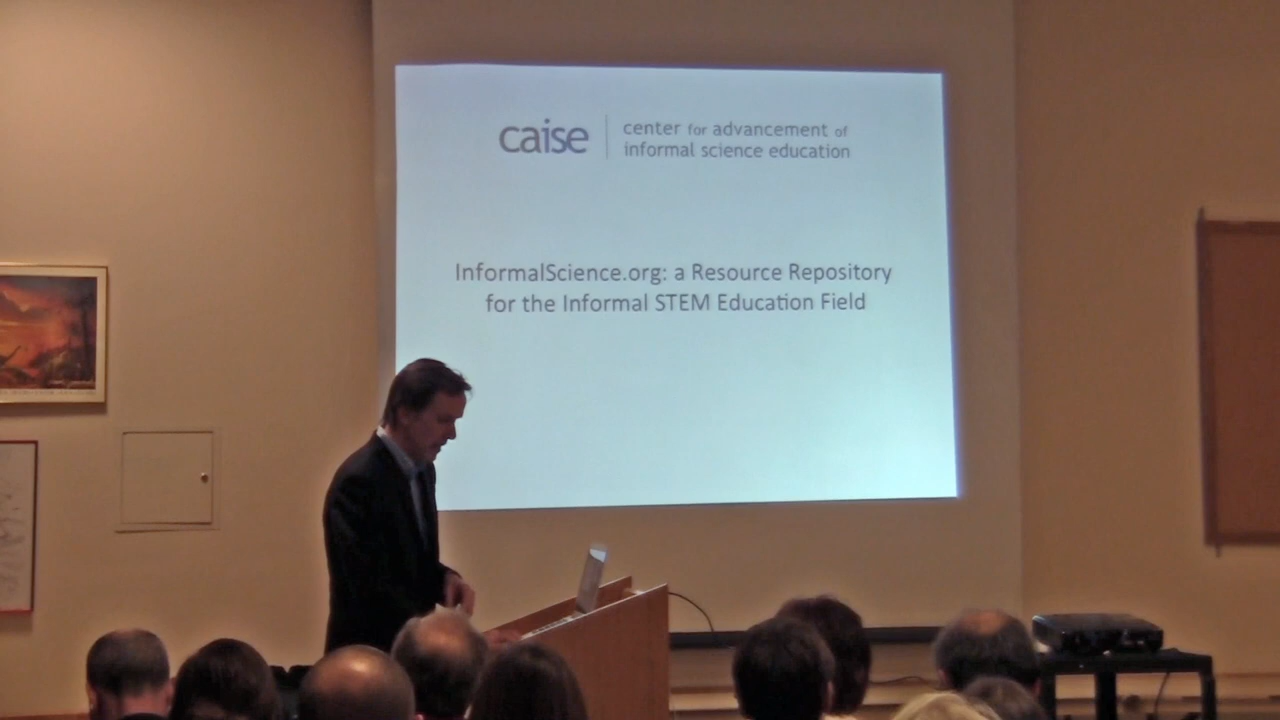 caise
center for advancement of
informal science education
InformalScience.org: a Resource Repository
for the Informal STEM Education Field